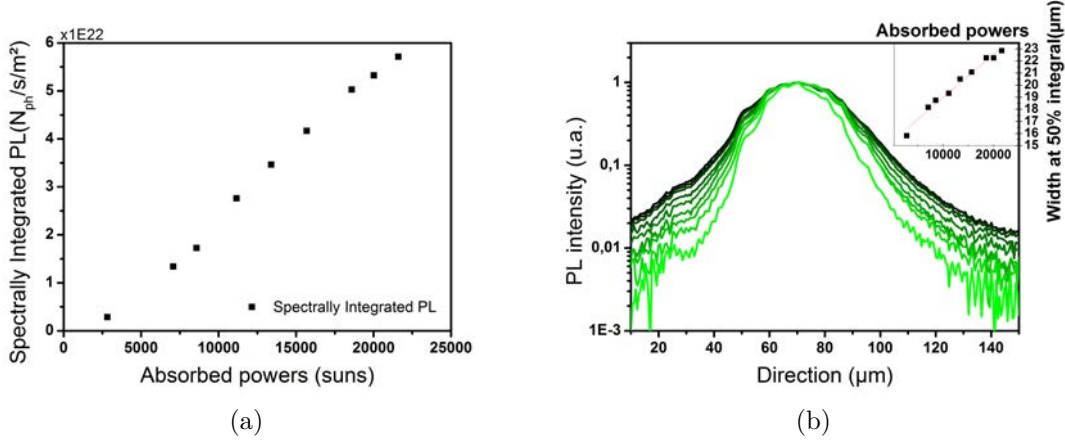 x1E22
Spectrally Integrated PL(N_ph/s/m²)
6
5
4
3
2
1
0
Spectrally Integrated PL
0 5000 10000 15000 20000 25000
Absorbed powers (suns)
(a)
Absorbed powers
PL intensity (u.a.)
1
0,1
0,01
1E-3
23
22
21
20
19
18
17
16
15
10000 20000
Width at 50% integral(µm)
20 40 60 80 100 120 140
Direction (µm)
(b)